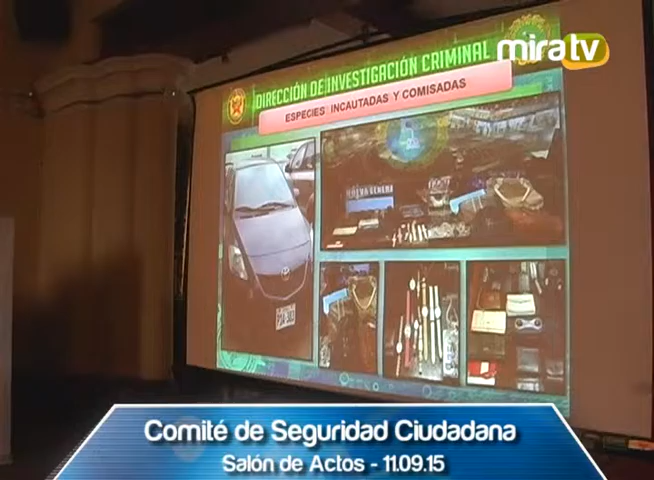 miratv
DIRECCIÓN DE INVESTIGACIÓN CRIMINAL
ESPECIES INCAUTADAS Y COMISADAS
Comité de Seguridad Ciudadana
Salón de Actos - 11.09.15